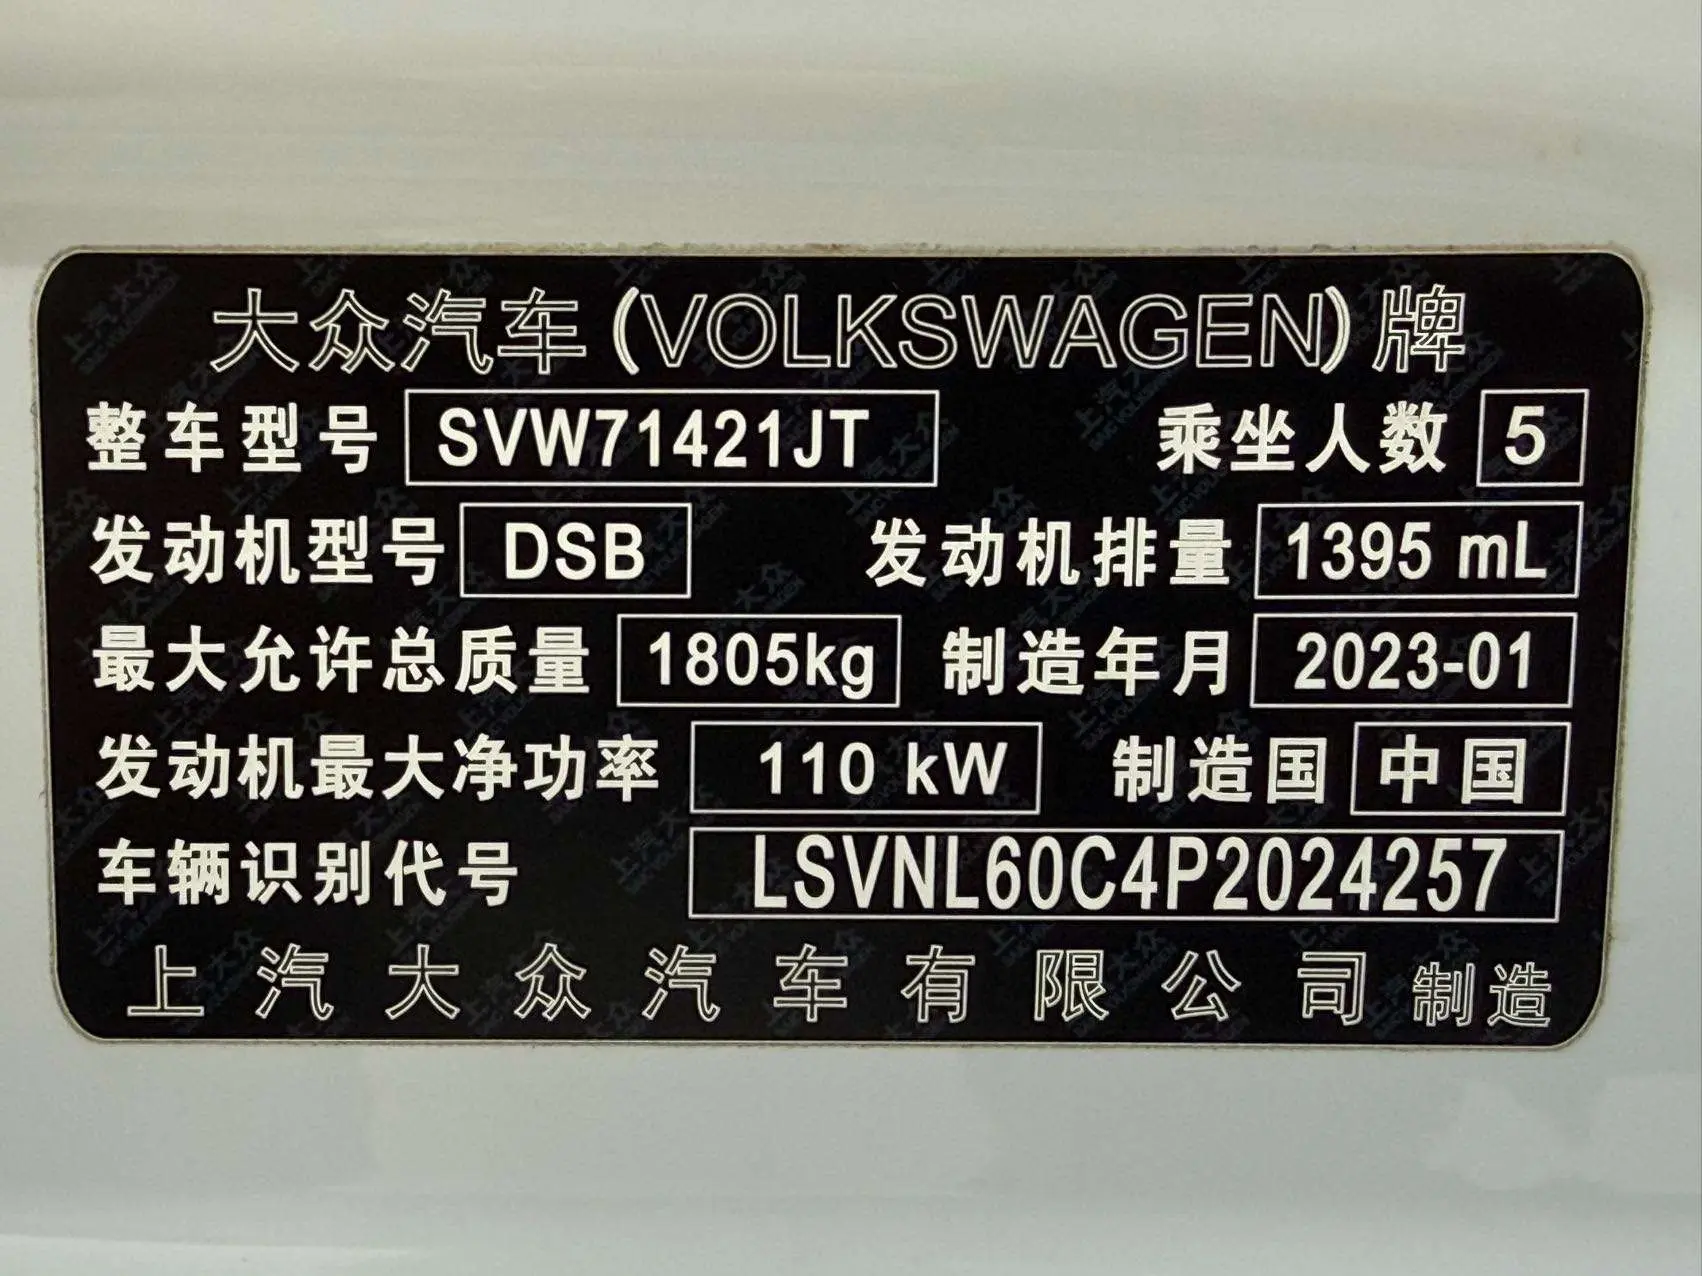 大众汽车(VOLKSWAGEN)牌
整车型号 SVW71421JT 乘坐人数 5
发动机型号 DSB 发动机排量 1395 mL
最大允许总质量 1805kg 制造年月 2023-01
发动机最大净功率 110 kW 制造国 中国
车辆识别代号 LSVNL60C4P2024257
上汽大众汽车有限公司制造